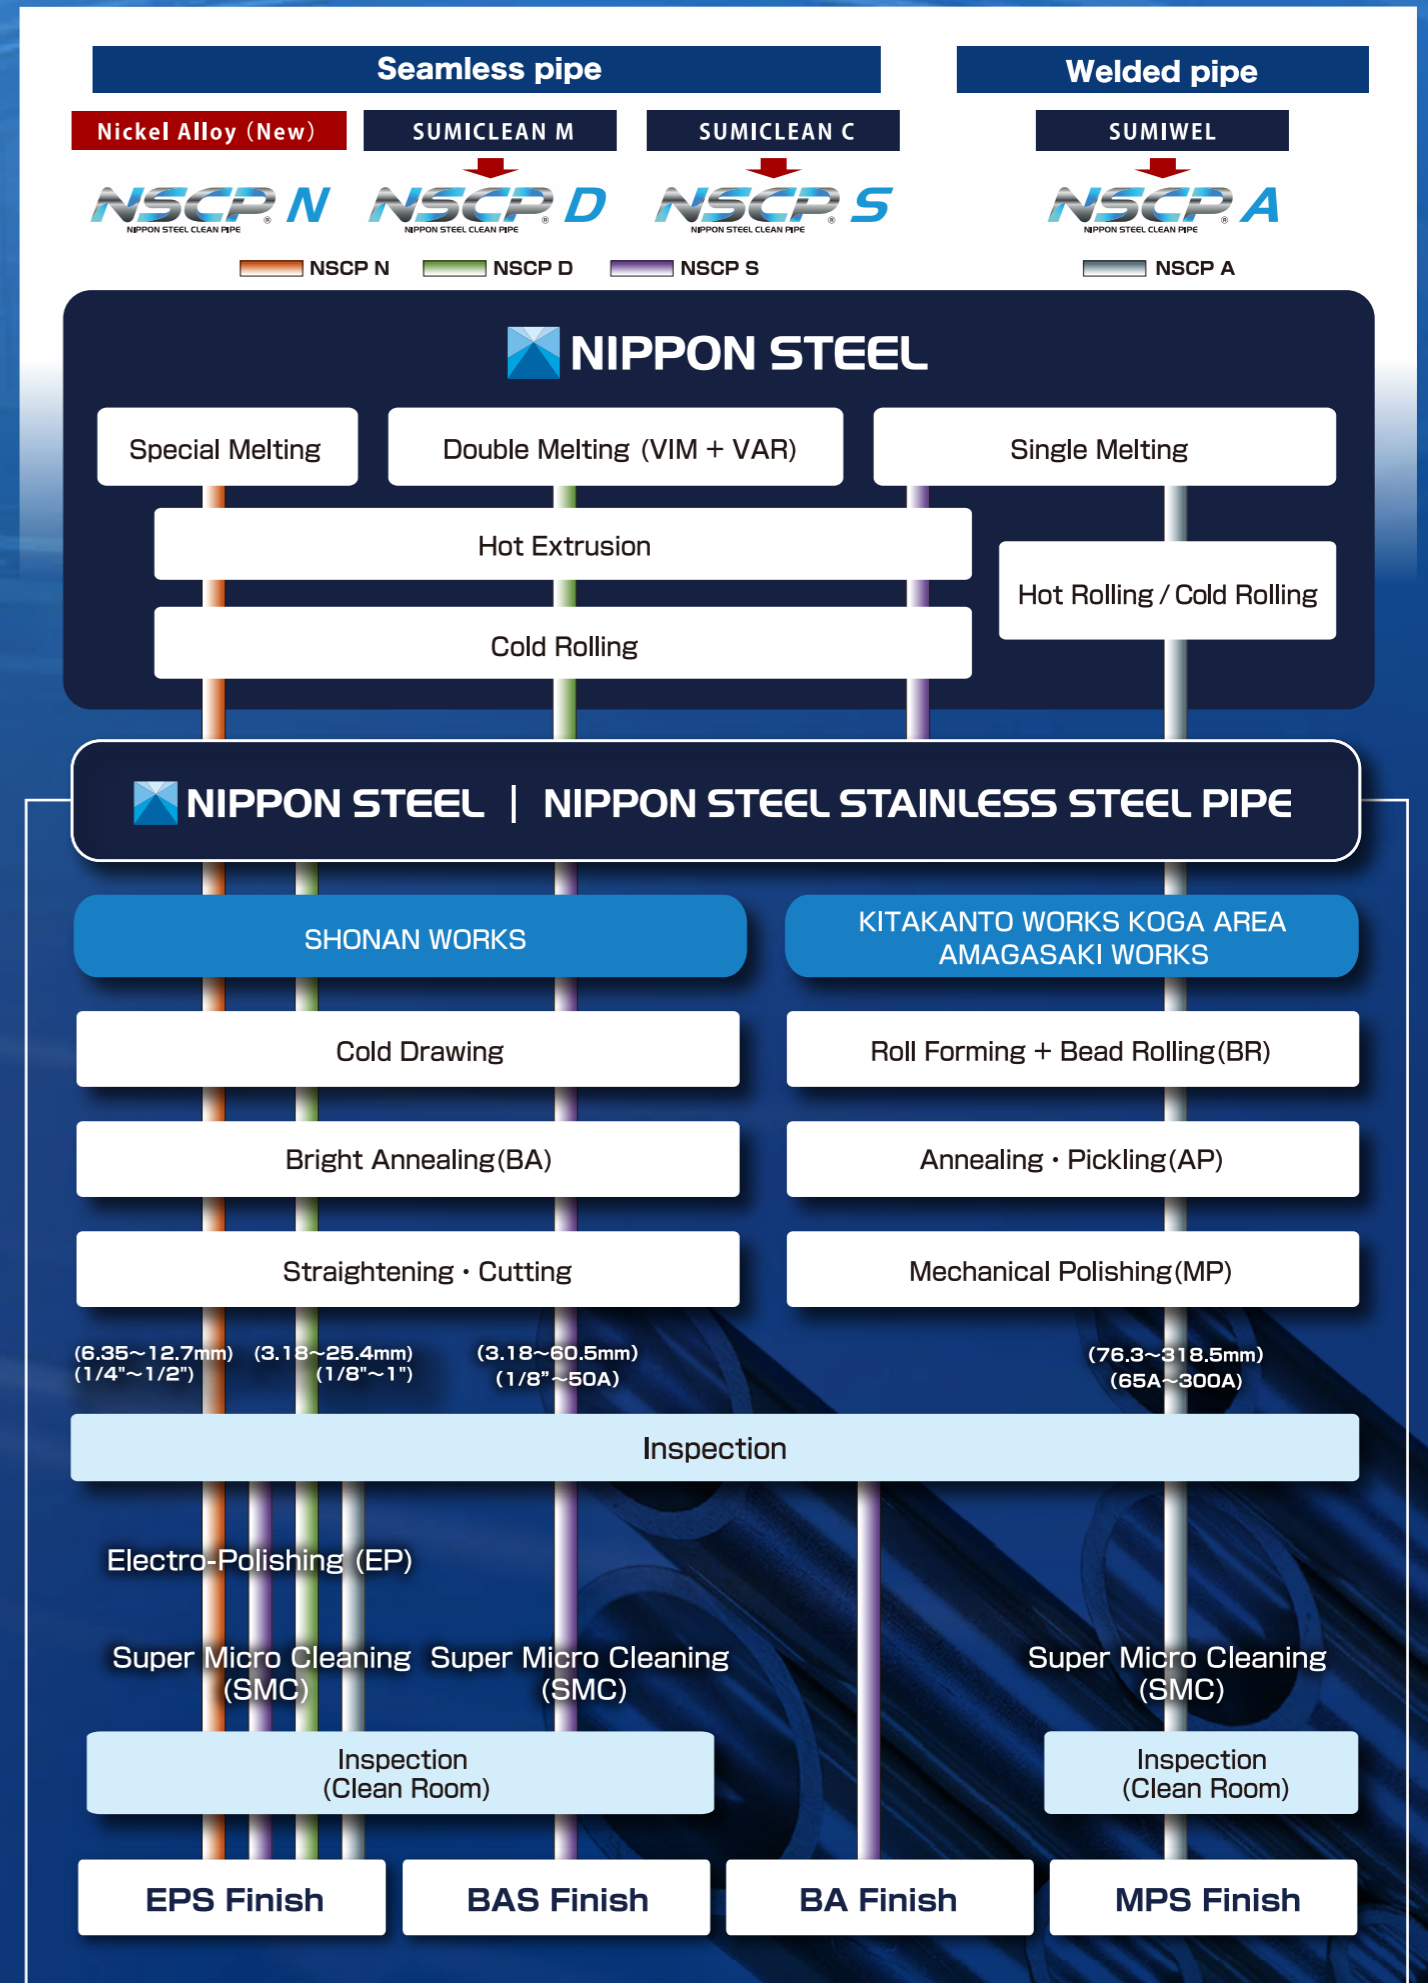 Seamless pipe
Welded pipe
Nickel Alloy (New)
SUMICLEAN M
SUMICLEAN C
SUMIWEL
NSCP® N
NIPPON STEEL CLEAN PIPE
NSCP® D
NIPPON STEEL CLEAN PIPE
NSCP® S
NIPPON STEEL CLEAN PIPE
NSCP® A
NIPPON STEEL CLEAN PIPE
NSCP N
NSCP D
NSCP S
NSCP A
NIPPON STEEL
Special Melting
Double Melting (VIM + VAR)
Single Melting
Hot Extrusion
Hot Rolling / Cold Rolling
Cold Rolling
NIPPON STEEL | NIPPON STEEL STAINLESS STEEL PIPE
SHONAN WORKS
KITAKANTO WORKS KOGA AREA
AMAGASAKI WORKS
Cold Drawing
Roll Forming + Bead Rolling(BR)
Bright Annealing(BA)
Annealing・Pickling(AP)
Straightening・Cutting
Mechanical Polishing(MP)
(6.35～12.7mm)
(1/4"～1/2")
(3.18～25.4mm)
(1/8"～1")
(3.18～60.5mm)
(1/8”～50A)
(76.3～318.5mm)
(65A～300A)
Inspection
Electro-Polishing (EP)
Super Micro Cleaning
(SMC)
Super Micro Cleaning
(SMC)
Super Micro Cleaning
(SMC)
Inspection
(Clean Room)
Inspection
(Clean Room)
EPS Finish
BAS Finish
BA Finish
MPS Finish